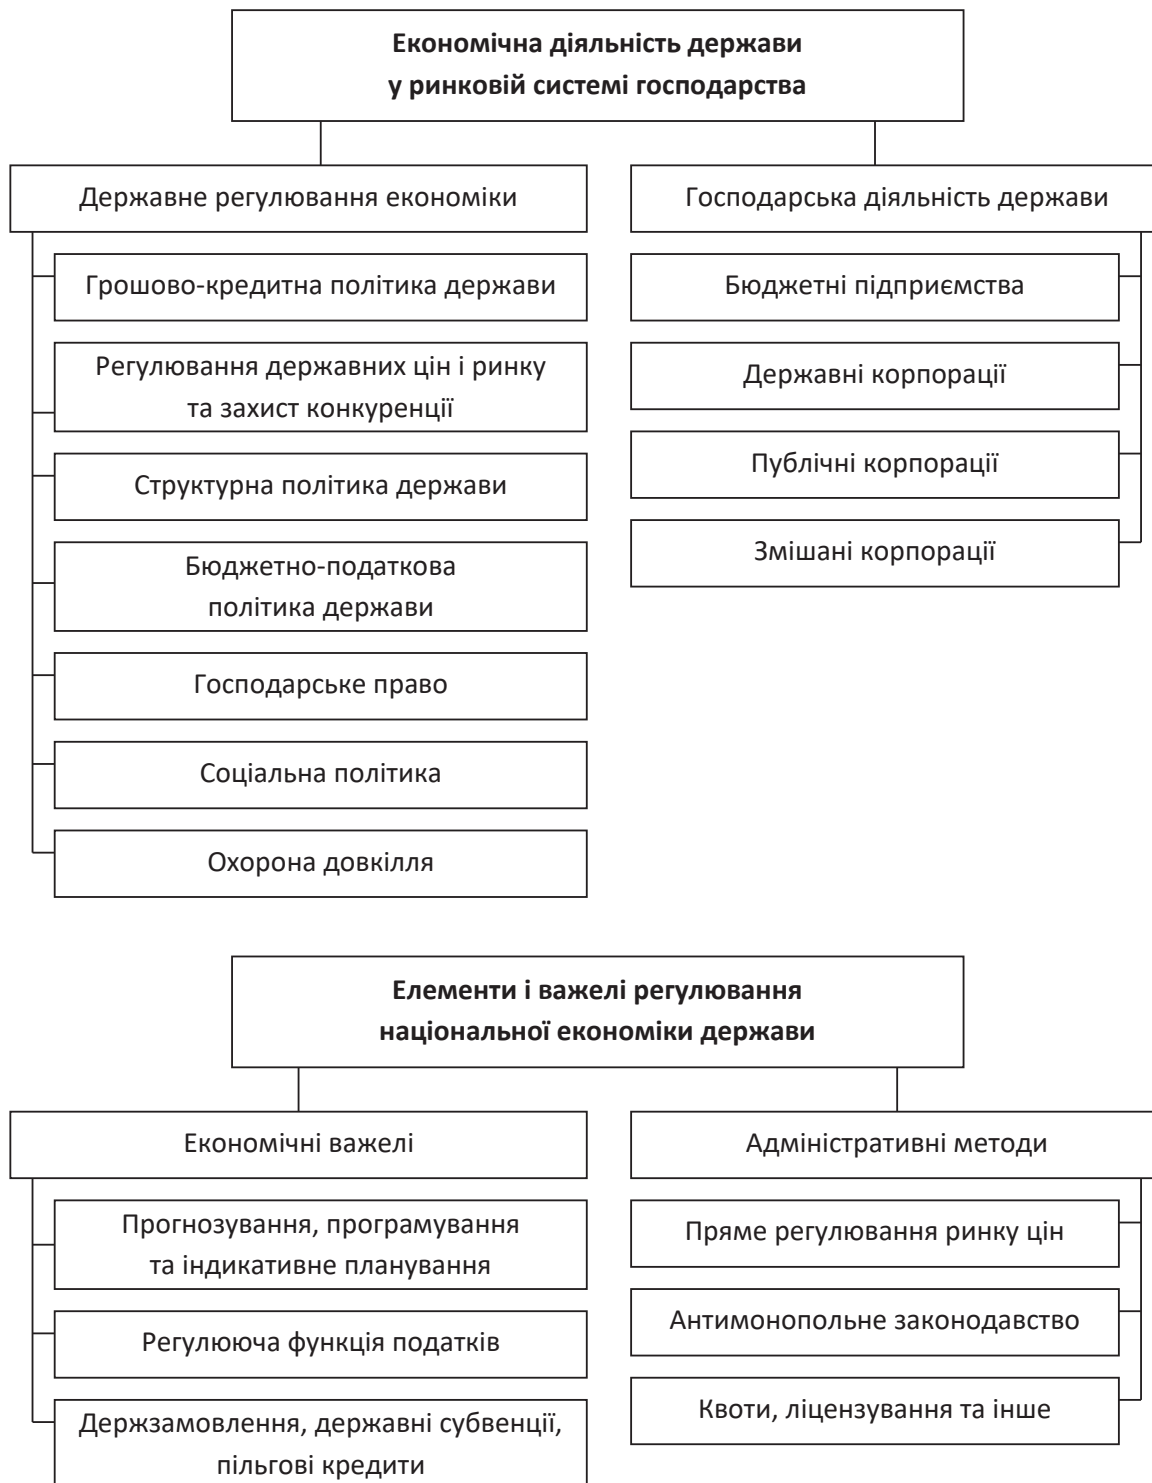 Економічна діяльність держави
у ринковій системі господарства
Державне регулювання економіки
Грошово-кредитна політика держави
Регулювання державних цін і ринку
та захист конкуренції
Структурна політика держави
Бюджетно-податкова
політика держави
Господарське право
Соціальна політика
Охорона довкілля
Господарська діяльність держави
Бюджетні підприємства
Державні корпорації
Публічні корпорації
Змішані корпорації
Елементи і важелі регулювання
національної економіки держави
Економічні важелі
Прогнозування, програмування
та індикативне планування
Регулююча функція податків
Держзамовлення, державні субвенції,
пільгові кредити
Адміністративні методи
Пряме регулювання ринку цін
Антимонопольне законодавство
Квоти, ліцензування та інше